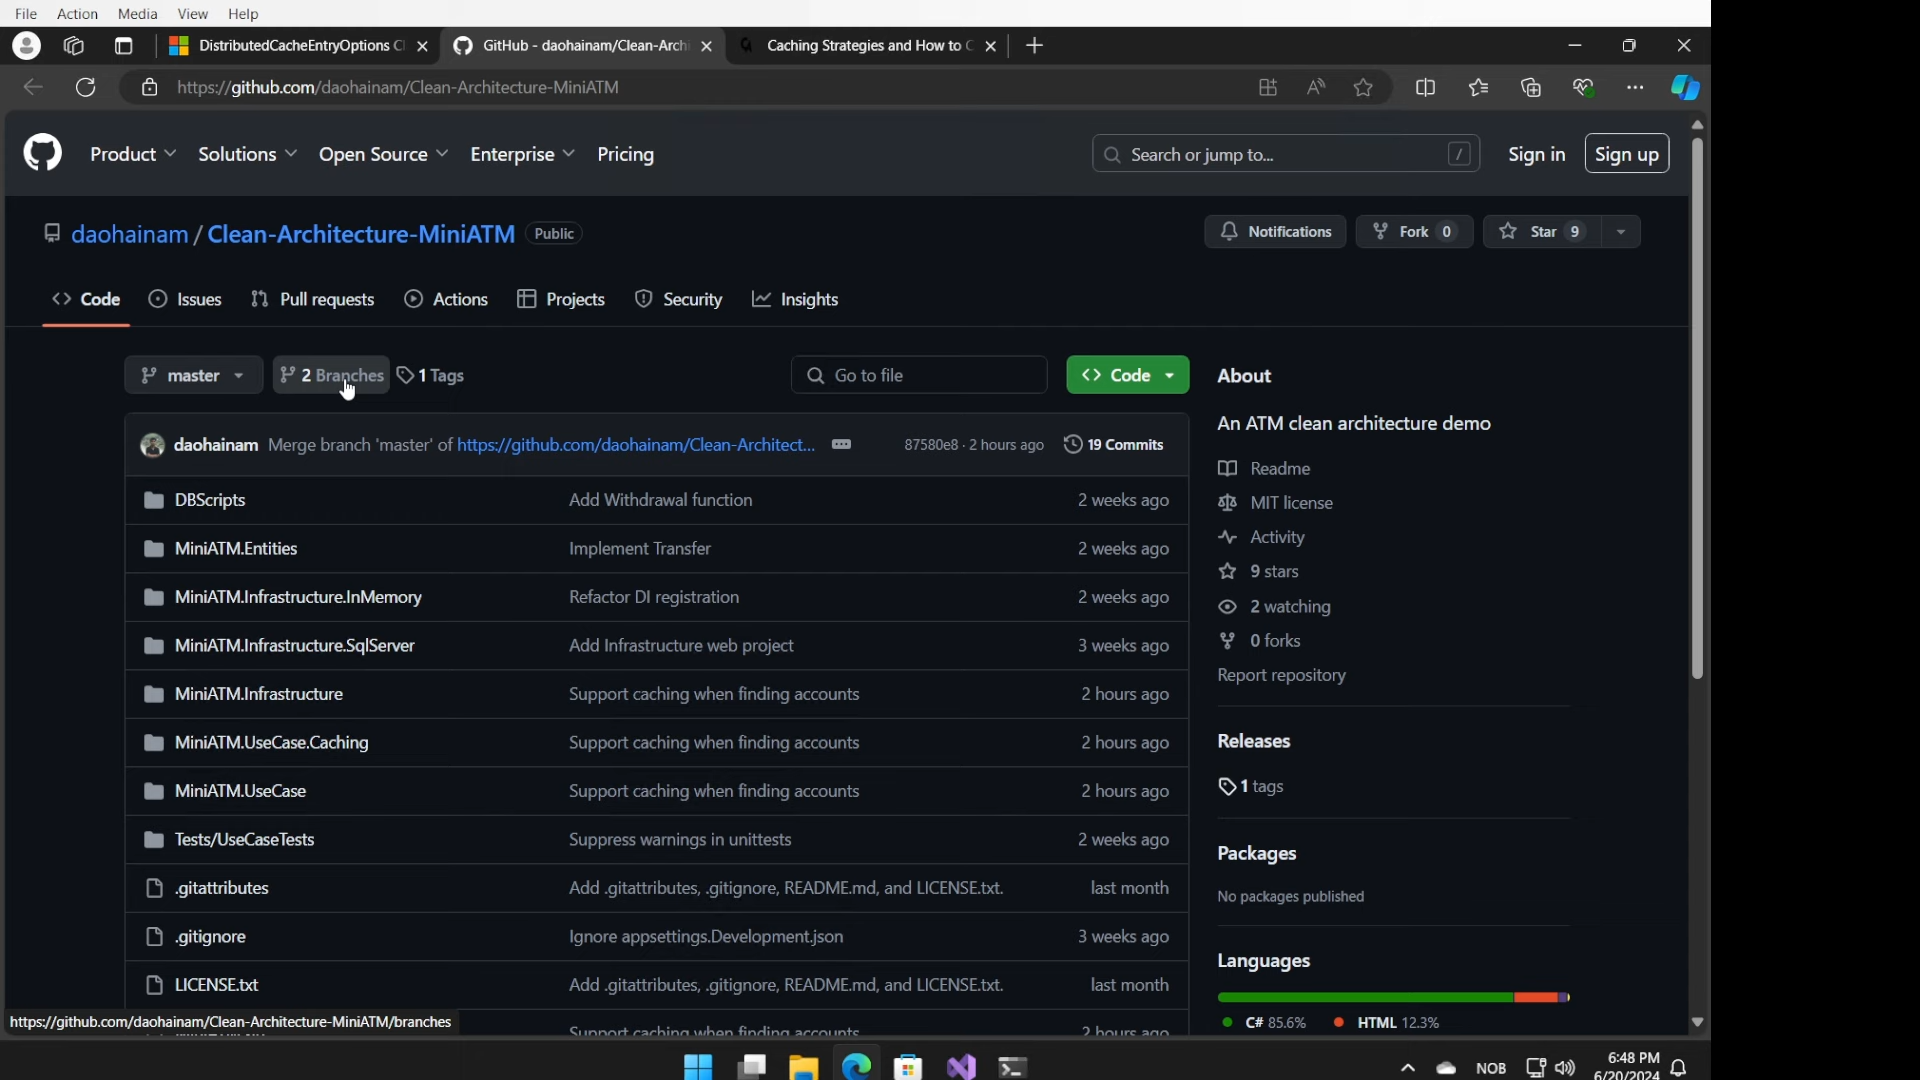 File Action Media View Help
DistributedCacheEntryOptions Cl
GitHub - daohainam/Clean-Archi
Caching Strategies and How to C
https://github.com/daohainam/Clean-Architecture-MiniATM
Product Solutions Open Source Enterprise Pricing
Search or jump to... /
Sign in Sign up
daohainam / Clean-Architecture-MiniATM Public
Notifications Fork 0 Star 9
Code Issues Pull requests Actions Projects Security Insights
master 2 Branches 1 Tags Go to file Code
daohainam Merge branch 'master' of https://github.com/daohainam/Clean-Architect... 87580e8 · 2 hours ago 19 Commits
DBScripts Add Withdrawal function 2 weeks ago
MiniATM.Entities Implement Transfer 2 weeks ago
MiniATM.Infrastructure.InMemory Refactor DI registration 2 weeks ago
MiniATM.Infrastructure.SqlServer Add Infrastructure web project 3 weeks ago
MiniATM.Infrastructure Support caching when finding accounts 2 hours ago
MiniATM.UseCase.Caching Support caching when finding accounts 2 hours ago
MiniATM.UseCase Support caching when finding accounts 2 hours ago
Tests/UseCaseTests Suppress warnings in unittests 2 weeks ago
.gitattributes Add .gitattributes, .gitignore, README.md, and LICENSE.txt. last month
.gitignore Ignore appsettings.Development.json 3 weeks ago
LICENSE.txt Add .gitattributes, .gitignore, README.md, and LICENSE.txt. last month
Support caching when finding accounts 2 hours ago
About
An ATM clean architecture demo
Readme
MIT license
Activity
9 stars
2 watching
0 forks
Report repository
Releases
1 tags
Packages
No packages published
Languages
C# 85.6% HTML 12.3%
https://github.com/daohainam/Clean-Architecture-MiniATM/branches
NOB
6:48 PM
6/20/2024